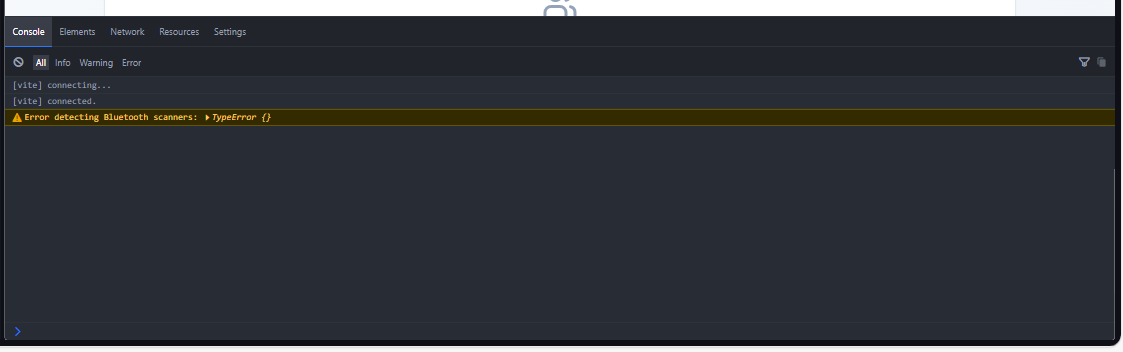 Console Elements Network Resources Settings
All Info Warning Error
[vite] connecting...
[vite] connected.
Error detecting Bluetooth scanners: TypeError {}